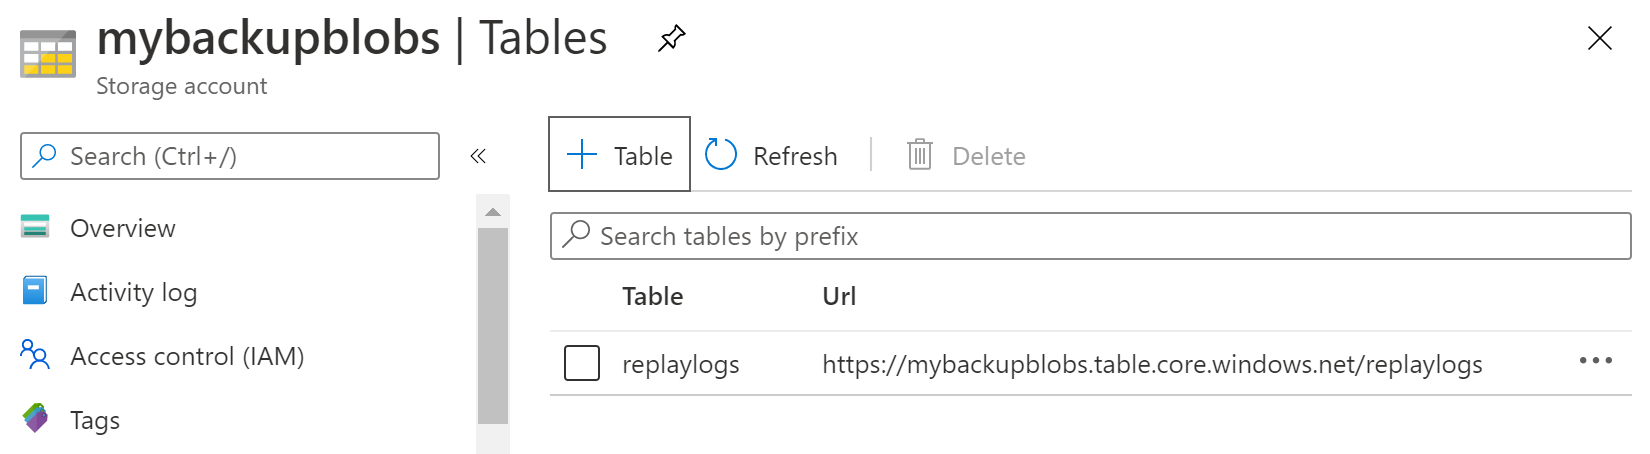 mybackupblobs | Tables
Storage account
Search (Ctrl+/)
«
Overview
Activity log
Access control (IAM)
Tags
Table
Refresh
Delete
Search tables by prefix
Table Url
replaylogs https://mybackupblobs.table.core.windows.net/replaylogs